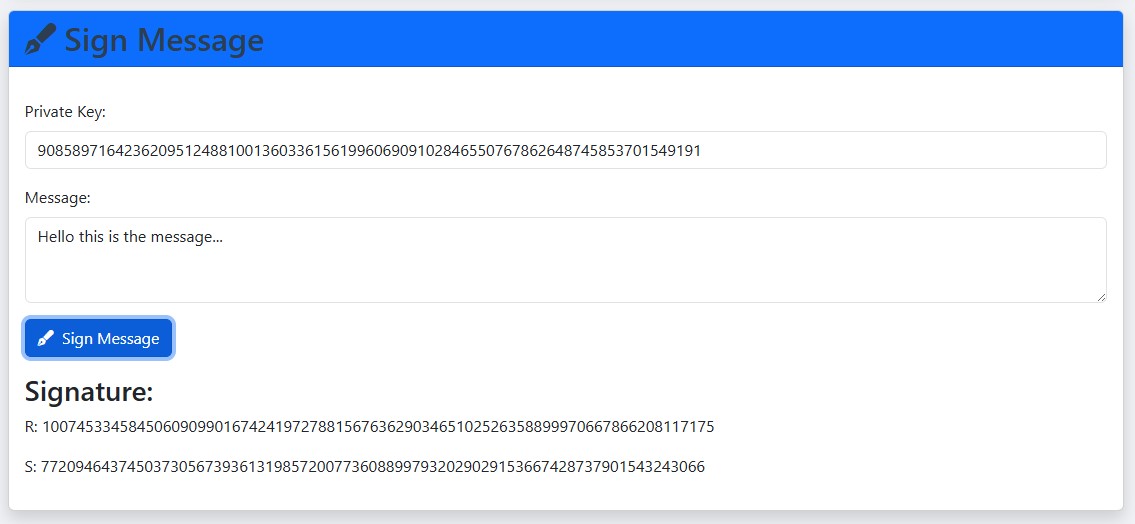 Sign Message
Private Key:
90858971642362095124881001360336156199606909102846550767862648745853701549191
Message:
Hello this is the message...
Sign Message
Signature:
R: 100745334584506090990167424197278815676362903465102526358899970667866208117175
S: 77209464374503730567393613198572007736088997932029029153667428737901543243066